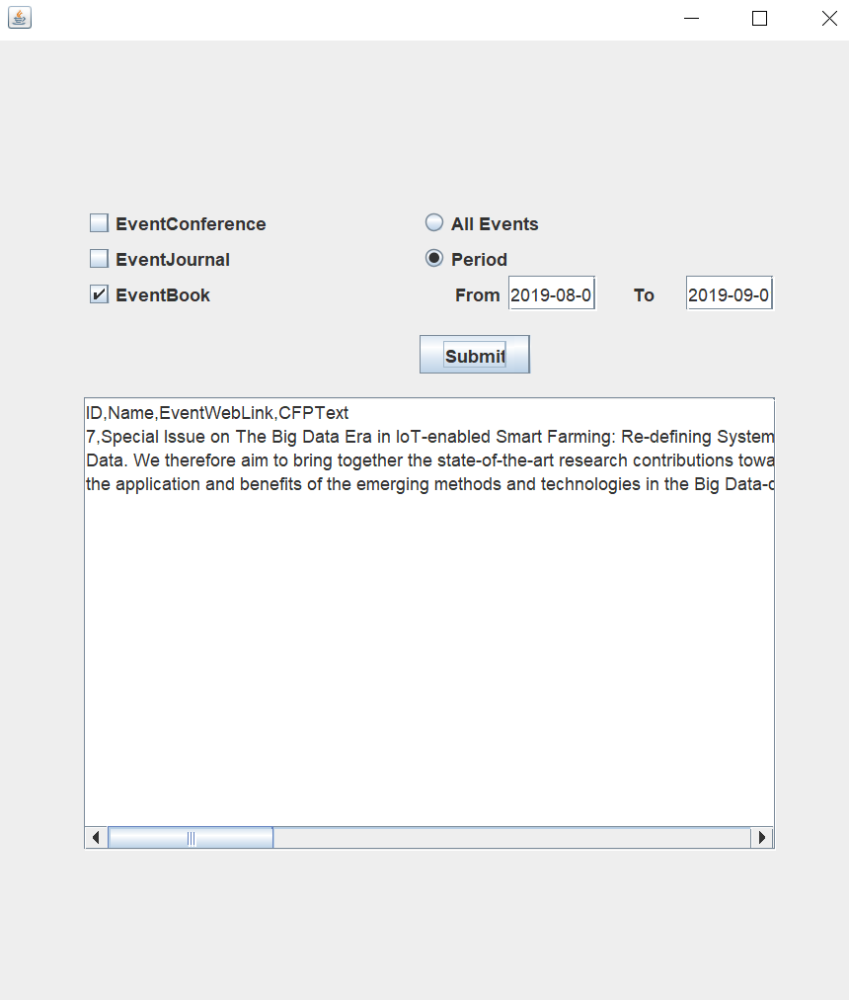 EventConference
All Events
EventJournal
Period
EventBook
From 2019-08-0 To 2019-09-0
Submit
ID,Name,EventWebLink,CFPText
7,Special Issue on The Big Data Era in IoT-enabled Smart Farming: Re-defining System
Data. We therefore aim to bring together the state-of-the-art research contributions towa
the application and benefits of the emerging methods and technologies in the Big Data-